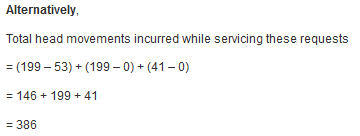 Alternatively,
Total head movements incurred while servicing these requests
= (199 – 53) + (199 – 0) + (41 – 0)
= 146 + 199 + 41
= 386